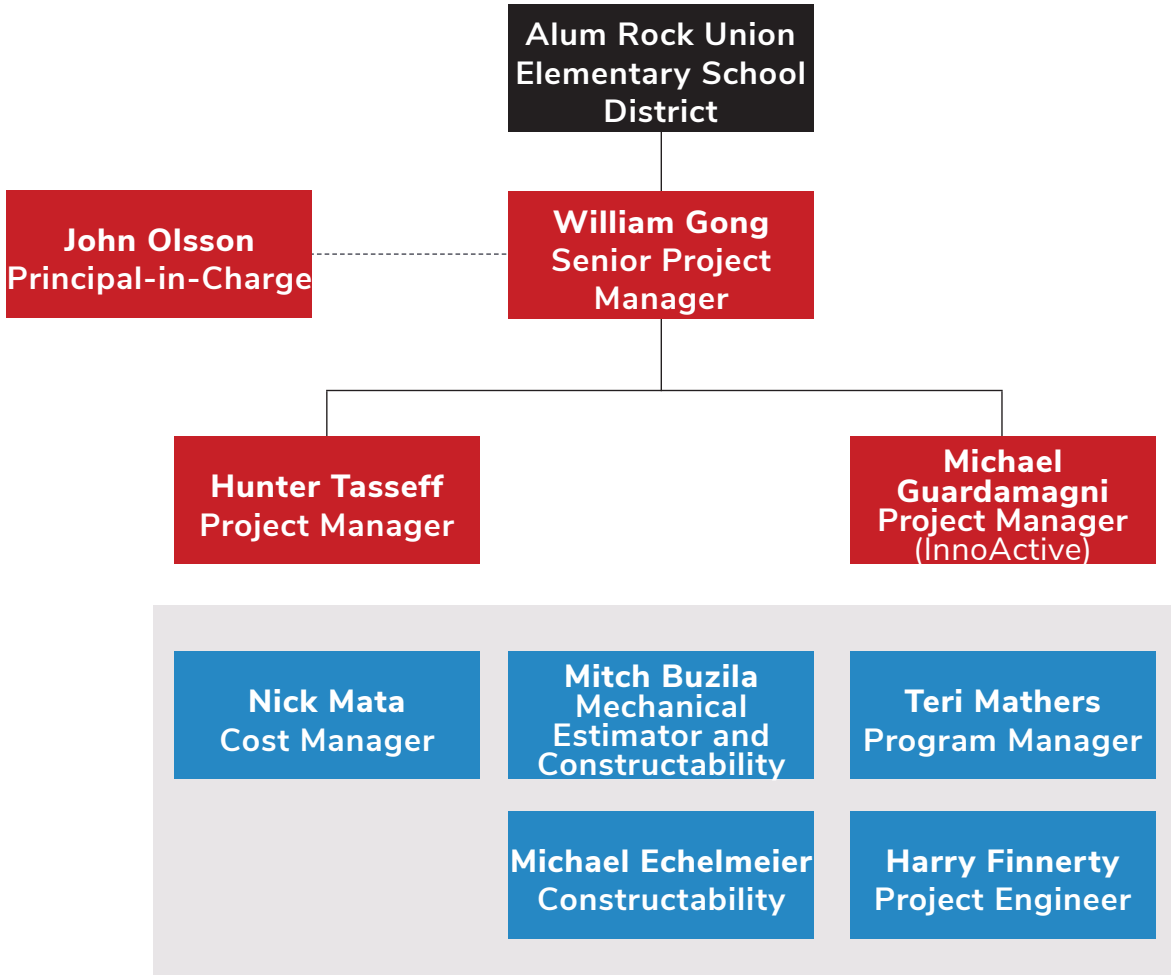 Alum Rock Union
Elementary School
District
John Olsson
Principal-in-Charge
William Gong
Senior Project
Manager
Hunter Tasseff
Project Manager
Michael
Guardamagni
Project Manager
(InnoActive)
Nick Mata
Cost Manager
Mitch Buzila
Mechanical
Estimator and
Constructability
Teri Mathers
Program Manager
Michael Echelmeier
Constructability
Harry Finnerty
Project Engineer